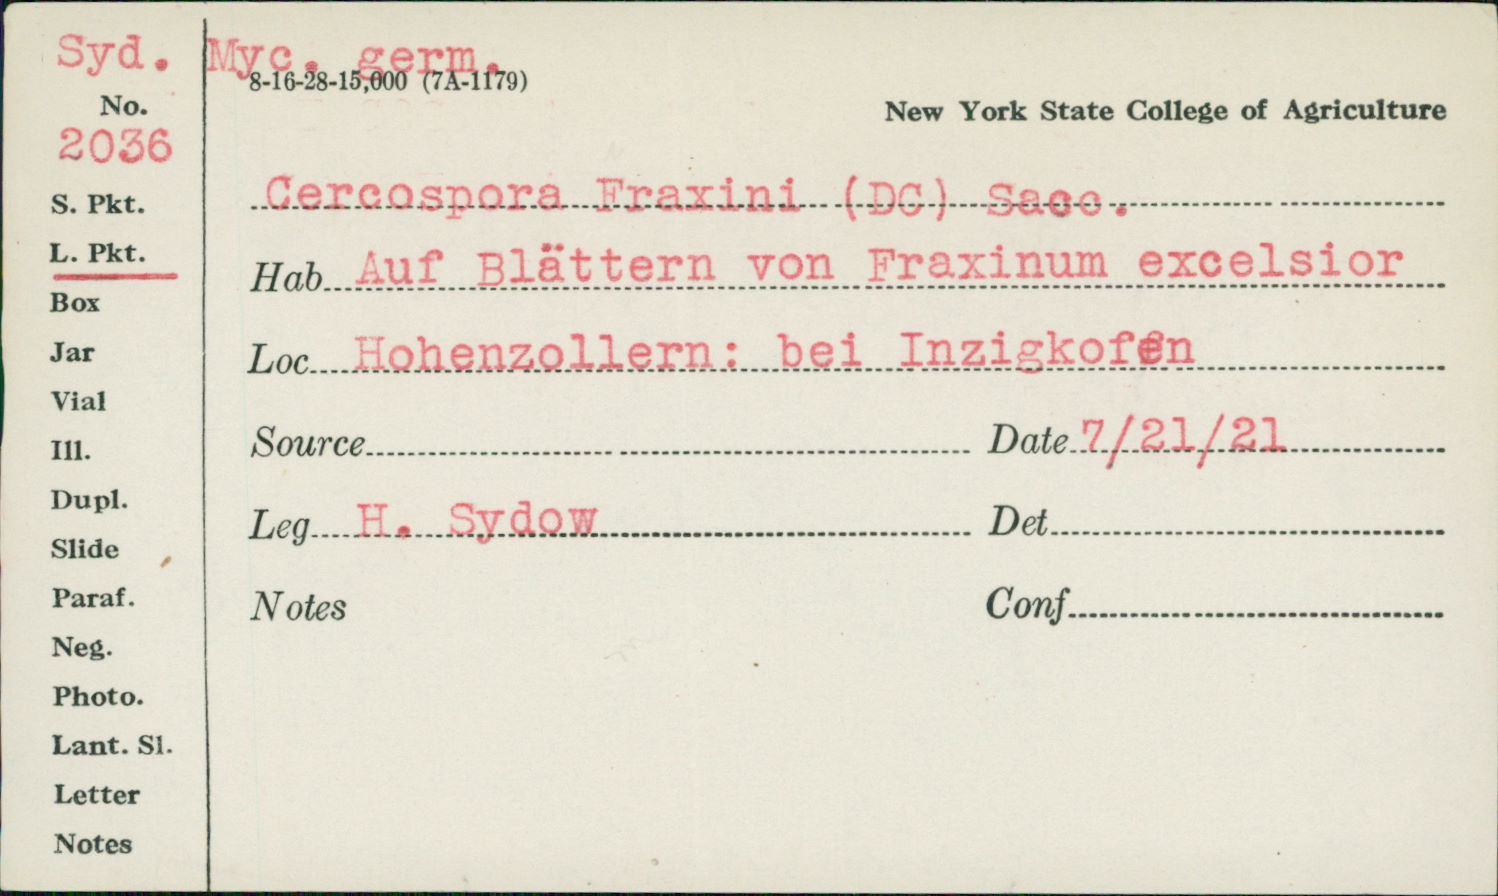 Syd. Myc. germ.
8-16-28-15,000 (7A-1179)
No.
New York State College of Agriculture
2036
S. Pkt.
Cercospora Fraxini (DC) Sacc.
L. Pkt.
Hab Auf Blättern von Fraxinum excelsior
Box
Jar
Loc Hohenzollern: bei Inzigkofen
Vial
Ill.
Source Date 7/21/21
Dupl.
Leg H. Sydow Det
Slide
Paraf.
Notes Conf
Neg.
Photo.
Lant. Sl.
Letter
Notes